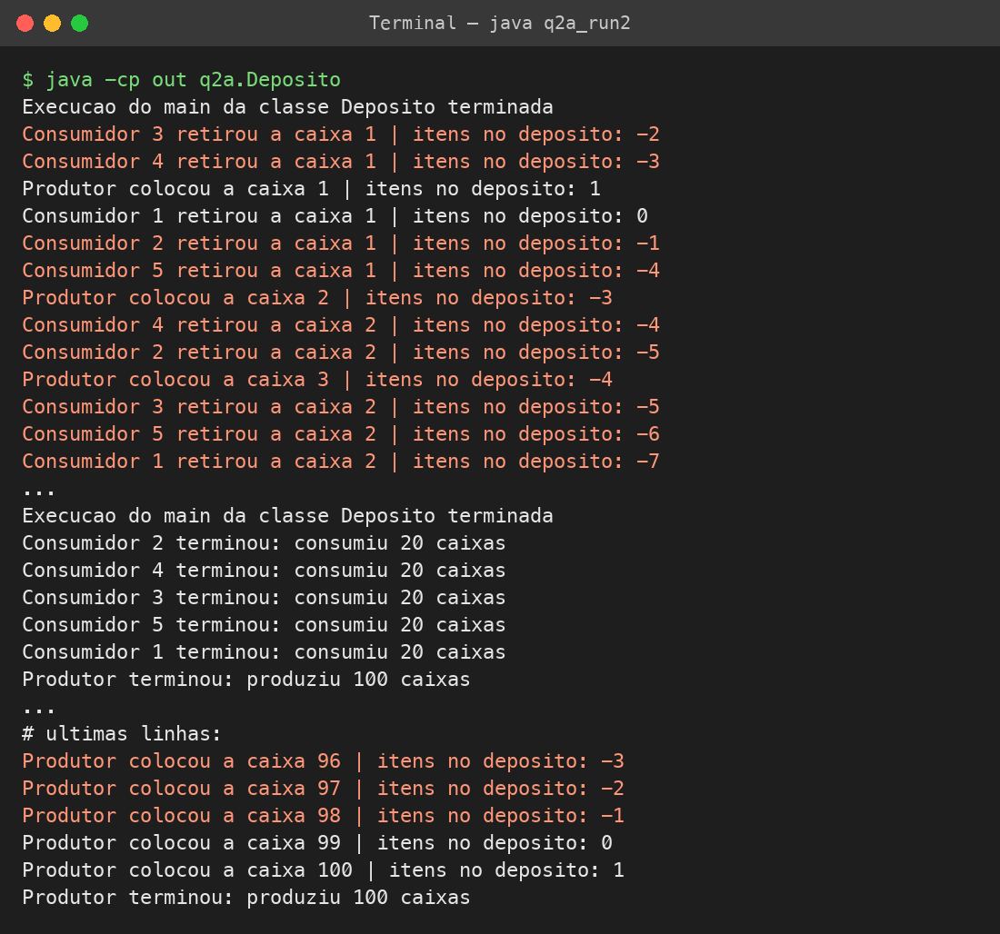 Terminal — java q2a_run2
$ java −cp out q2a.Deposito
Execucao do main da classe Deposito terminada
Consumidor 3 retirou a caixa 1 | itens no deposito: −2
Consumidor 4 retirou a caixa 1 | itens no deposito: −3
Produtor colocou a caixa 1 | itens no deposito: 1
Consumidor 1 retirou a caixa 1 | itens no deposito: 0
Consumidor 2 retirou a caixa 1 | itens no deposito: −1
Consumidor 5 retirou a caixa 1 | itens no deposito: −4
Produtor colocou a caixa 2 | itens no deposito: −3
Consumidor 4 retirou a caixa 2 | itens no deposito: −4
Consumidor 2 retirou a caixa 2 | itens no deposito: −5
Produtor colocou a caixa 3 | itens no deposito: −4
Consumidor 3 retirou a caixa 2 | itens no deposito: −5
Consumidor 5 retirou a caixa 2 | itens no deposito: −6
Consumidor 1 retirou a caixa 2 | itens no deposito: −7
...
Execucao do main da classe Deposito terminada
Consumidor 2 terminou: consumiu 20 caixas
Consumidor 4 terminou: consumiu 20 caixas
Consumidor 3 terminou: consumiu 20 caixas
Consumidor 5 terminou: consumiu 20 caixas
Consumidor 1 terminou: consumiu 20 caixas
Produtor terminou: produziu 100 caixas
...
# ultimas linhas:
Produtor colocou a caixa 96 | itens no deposito: −3
Produtor colocou a caixa 97 | itens no deposito: −2
Produtor colocou a caixa 98 | itens no deposito: −1
Produtor colocou a caixa 99 | itens no deposito: 0
Produtor colocou a caixa 100 | itens no deposito: 1
Produtor terminou: produziu 100 caixas